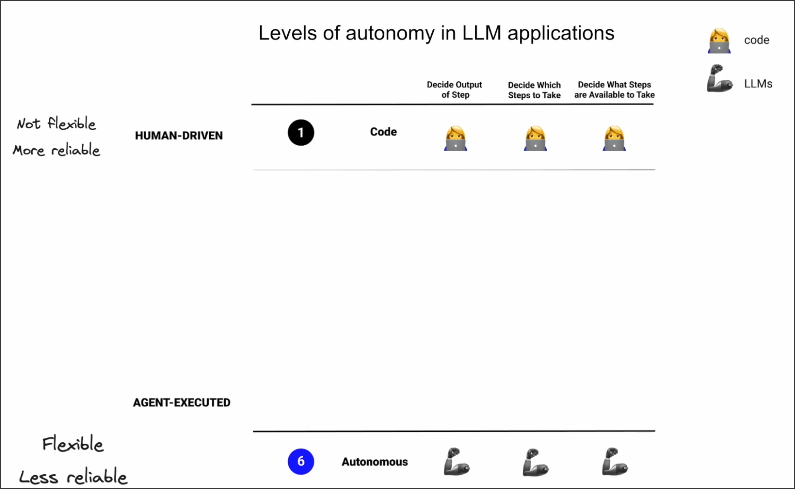 Levels of autonomy in LLM applications
code
LLMs
Decide Output
of Step
Decide Which
Steps to Take
Decide What Steps
are Available to Take
Not flexible
More reliable
HUMAN-DRIVEN
1
Code
AGENT-EXECUTED
Flexible
Less reliable
6
Autonomous